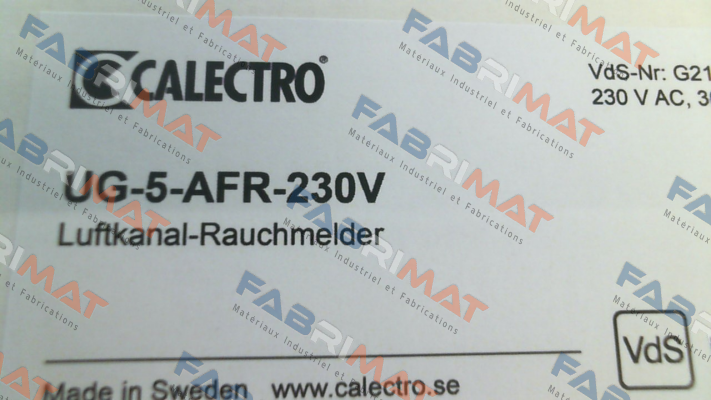 CALECTRO®
VdS-Nr: G21
230 V AC, 3
UG-5-AFR-230V
Luftkanal-Rauchmelder
VdS
Made in Sweden www.calectro.se
FABRIMAT
Matériaux Industriel et Fabrications